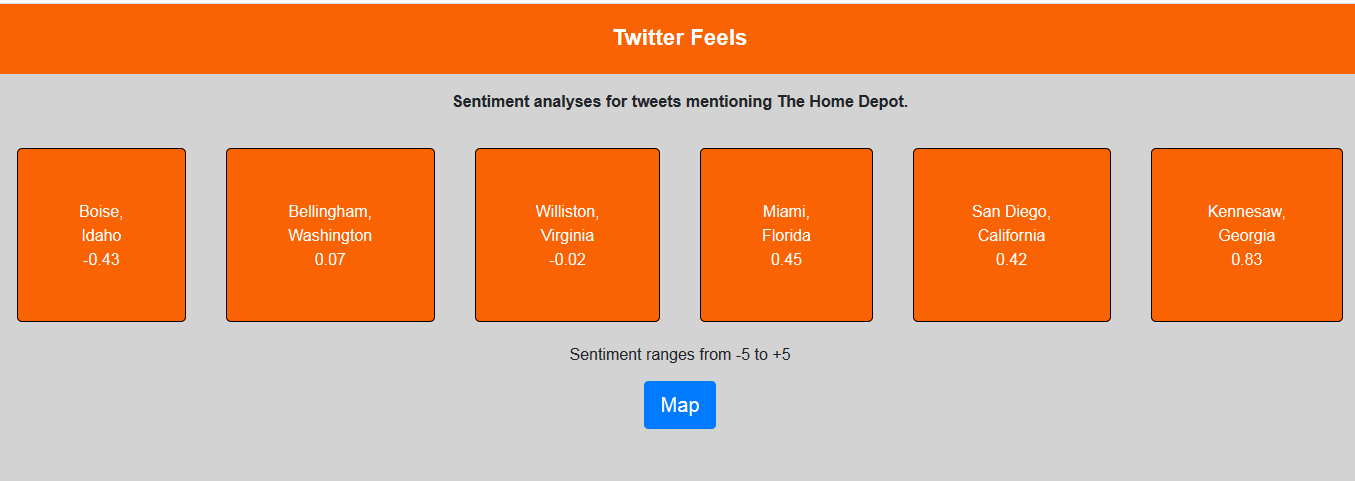 Twitter Feels
Sentiment analyses for tweets mentioning The Home Depot.
Boise,
Idaho
-0.43
Bellingham,
Washington
0.07
Williston,
Virginia
-0.02
Miami,
Florida
0.45
San Diego,
California
0.42
Kennesaw,
Georgia
0.83
Sentiment ranges from -5 to +5
Map